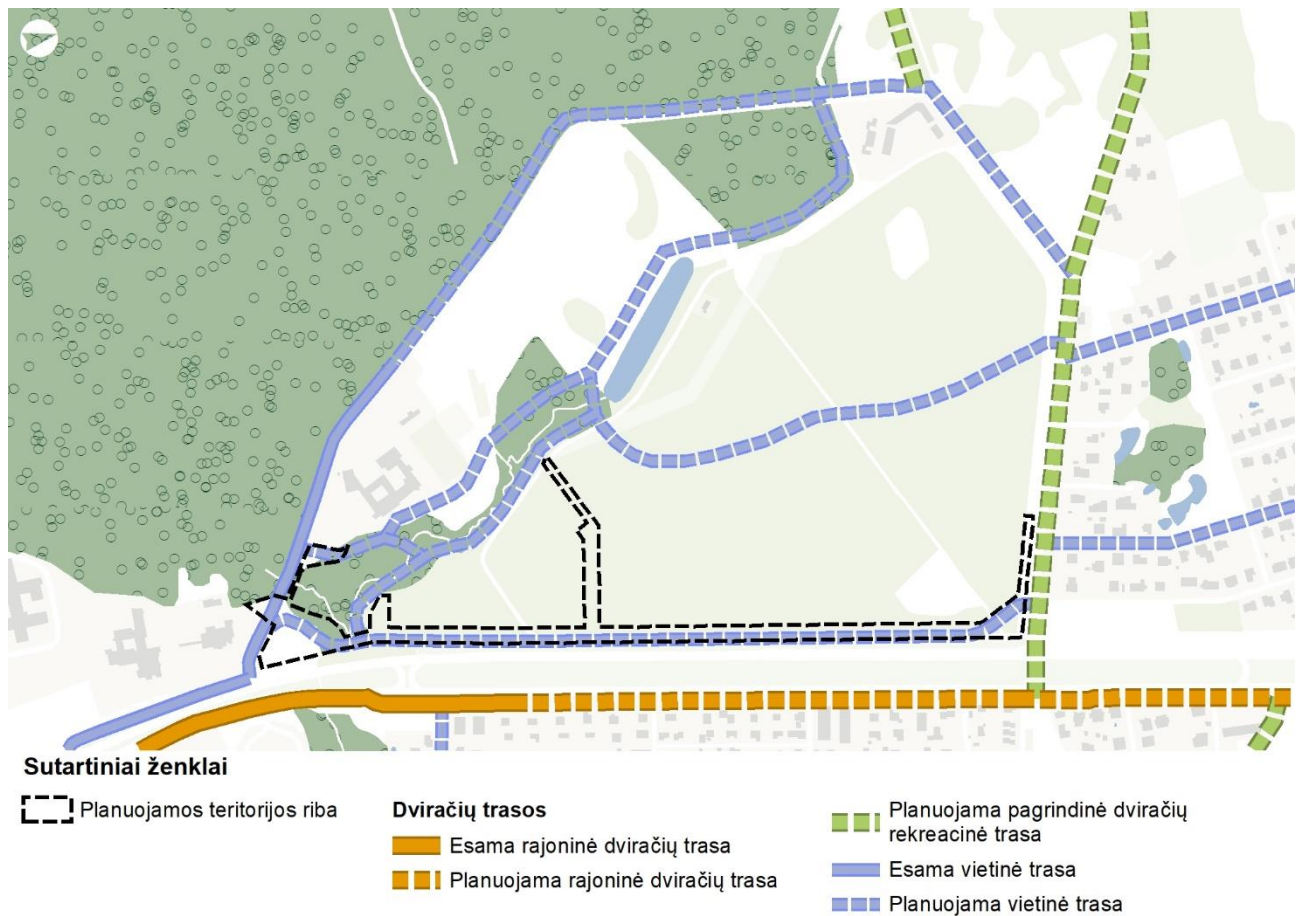 Sutartiniai ženklai
Planuojamos teritorijos riba
Dviračių trasos
Esama rajoninė dviračių trasa
Planuojama rajoninė dviračių trasa
Planuojama pagrindinė dviračių
rekreacinė trasa
Esama vietinė trasa
Planuojama vietinė trasa